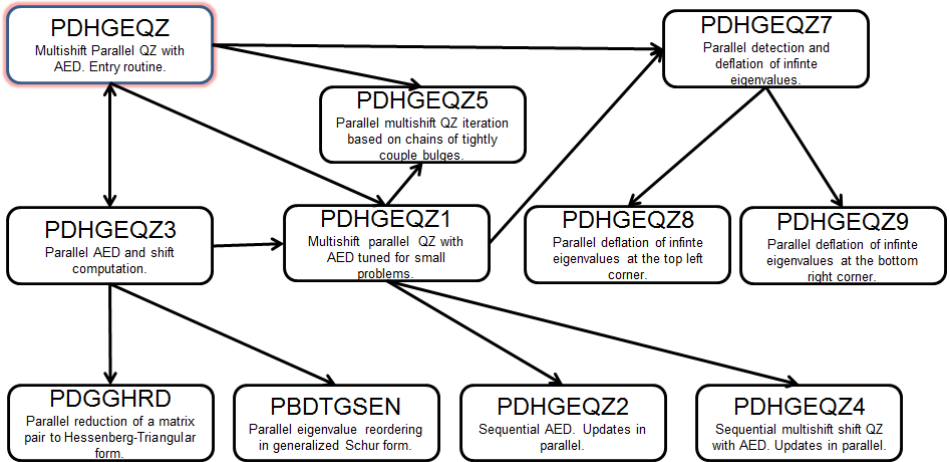 PDHGEQZ
Multishift Parallel QZ with
AED. Entry routine.
PDHGEQZ7
Parallel detection and
deflation of infinite
eigenvalues.
PDHGEQZ5
Parallel multishift QZ iteration
based on chains of tightly
couple bulges.
PDHGEQZ3
Parallel AED and shift
computation.
PDHGEQZ1
Multishift parallel QZ with
AED tuned for small
problems.
PDHGEQZ8
Parallel deflation of infinte
eigenvalues at the top left
corner.
PDHGEQZ9
Parallel deflation of infinte
eigenvalues at the bottom
right corner.
PDGGHRD
Parallel reduction of a matrix
pair to Hessenberg-Triangular
form.
PBDTGSEN
Parallel eigenvalue reordering
in generalized Schur form.
PDHGEQZ2
Sequential AED. Updates in
parallel.
PDHGEQZ4
Sequential multishift shift QZ
with AED. Updates in parallel.